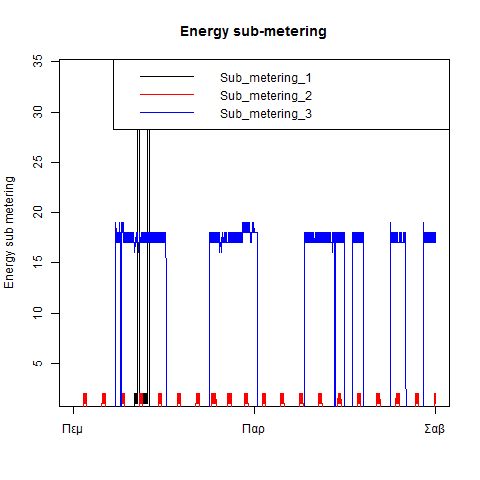 Energy sub-metering
Sub_metering_1
Sub_metering_2
Sub_metering_3
Energy sub metering
35
30
25
20
15
10
5
Πεμ Παρ Σαβ